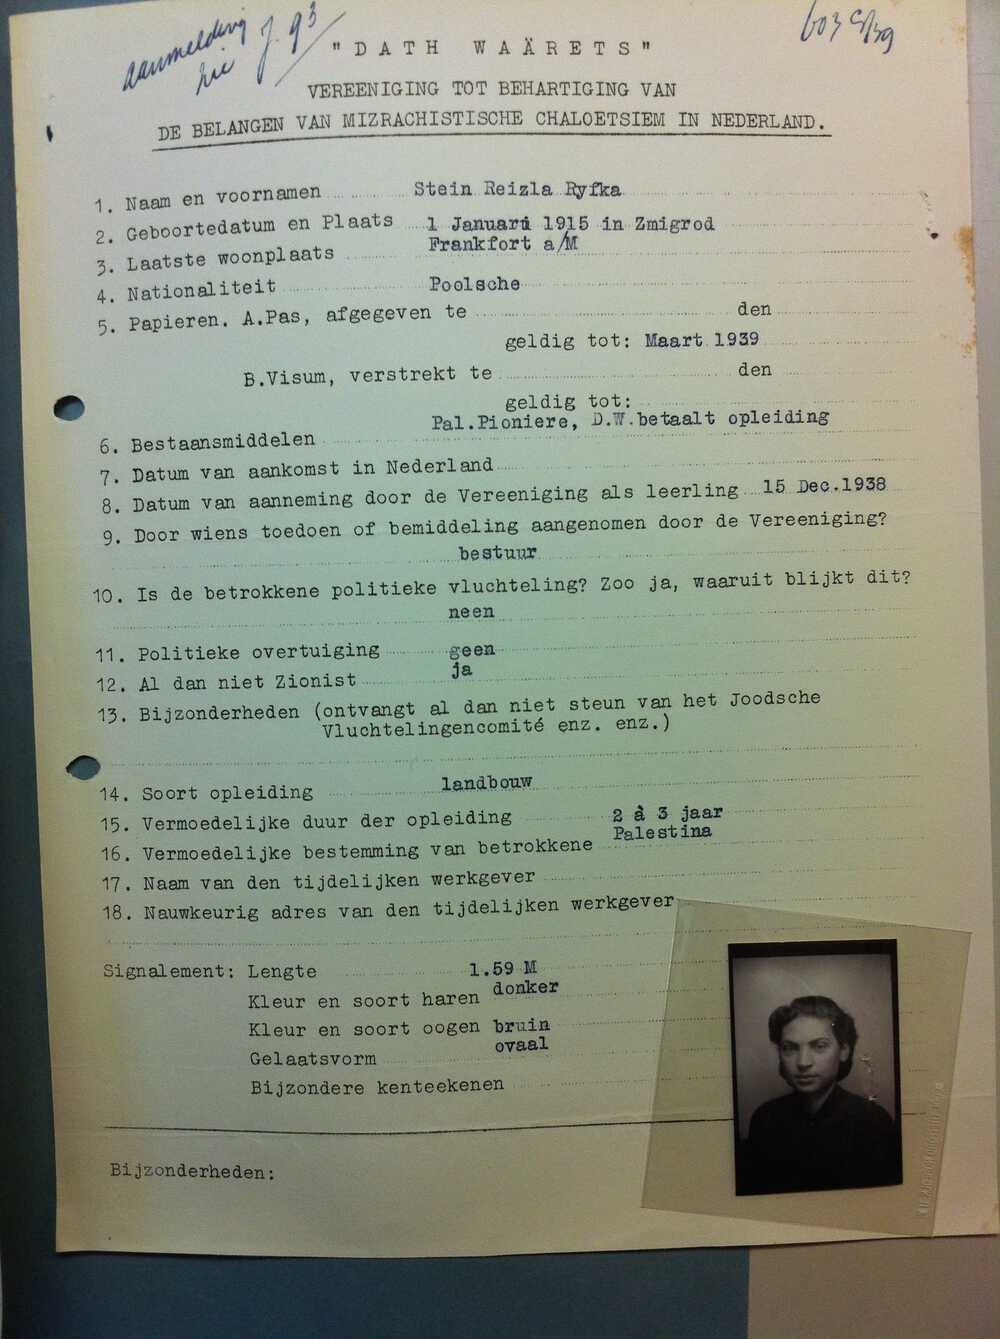 aanmelding J. 93
zie
603 S/39
"DATH WAÄRETS"
VEREENIGING TOT BEHARTIGING VAN
DE BELANGEN VAN MIZRACHISTISCHE CHALOETSIEM IN NEDERLAND.
1. Naam en voornamen Stein Reizla Ryfka
2. Geboortedatum en Plaats 1 Januari 1915 in Zmigrod
3. Laatste woonplaats Frankfort a/M
4. Nationaliteit Poolsche
5. Papieren. A.Pas, afgegeven te den
geldig tot: Maart 1939
B.Visum, verstrekt te den
geldig tot:
6. Bestaansmiddelen Pal.Pioniere, D.W.betaalt opleiding
7. Datum van aankomst in Nederland
8. Datum van aanneming door de Vereeniging als leerling 15 Dec.1938
9. Door wiens toedoen of bemiddeling aangenomen door de Vereeniging?
bestuur
10. Is de betrokkene politieke vluchteling? Zoo ja, waaruit blijkt dit?
neen
11. Politieke overtuiging geen
12. Al dan niet Zionist ja
13. Bijzonderheden (ontvangt al dan niet steun van het Joodsche
Vluchtelingencomité enz. enz.)
14. Soort opleiding landbouw
15. Vermoedelijke duur der opleiding 2 à 3 jaar
16. Vermoedelijke bestemming van betrokkene Palestina
17. Naam van den tijdelijken werkgever
18. Nauwkeurig adres van den tijdelijken werkgever
Signalement: Lengte 1.59 M
Kleur en soort haren donker
Kleur en soort oogen bruin
Gelaatsvorm ovaal
Bijzondere kenteekenen
Bijzonderheden: